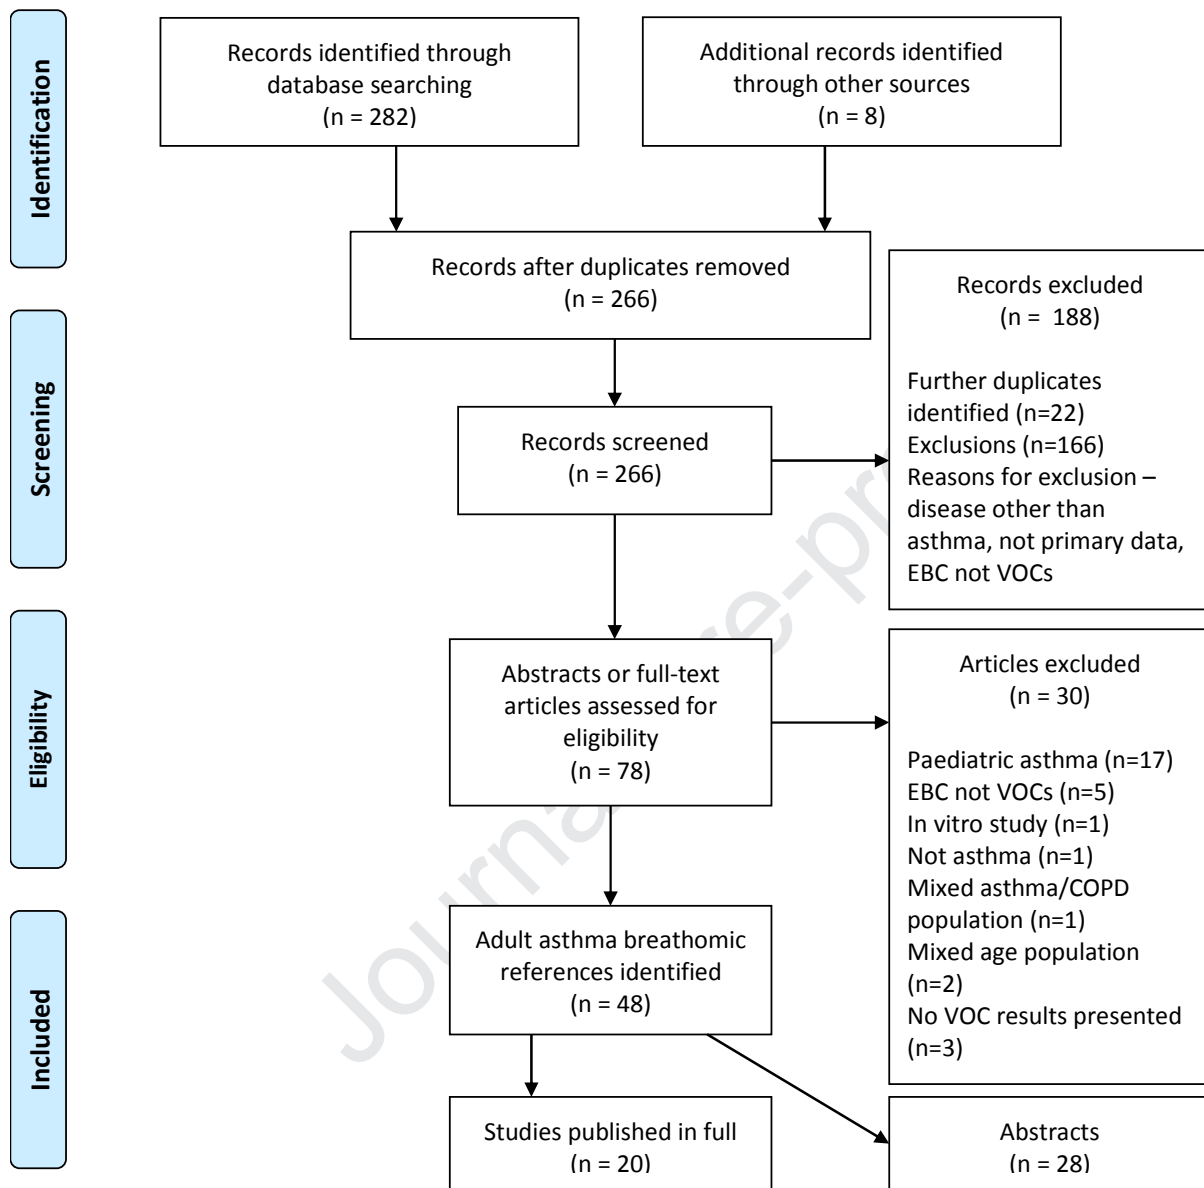 Identification
Records identified through
database searching
(n = 282)
Additional records identified
through other sources
(n = 8)
Records after duplicates removed
(n = 266)
Screening
Records screened
(n = 266)
Records excluded
(n =  188)
Further duplicates
identified (n=22)
Exclusions (n=166)
Reasons for exclusion –
disease other than
asthma, not primary data,
EBC not VOCs
Eligibility
Abstracts or full-text
articles assessed for
eligibility
(n = 78)
Articles excluded
(n = 30)
Paediatric asthma (n=17)
EBC not VOCs (n=5)
In vitro study (n=1)
Not asthma (n=1)
Mixed asthma/COPD
population (n=1)
Mixed age population
(n=2)
No VOC results presented
(n=3)
Included
Adult asthma breathomic
references identified
(n = 48)
Studies published in full
(n = 20)
Abstracts
(n = 28)